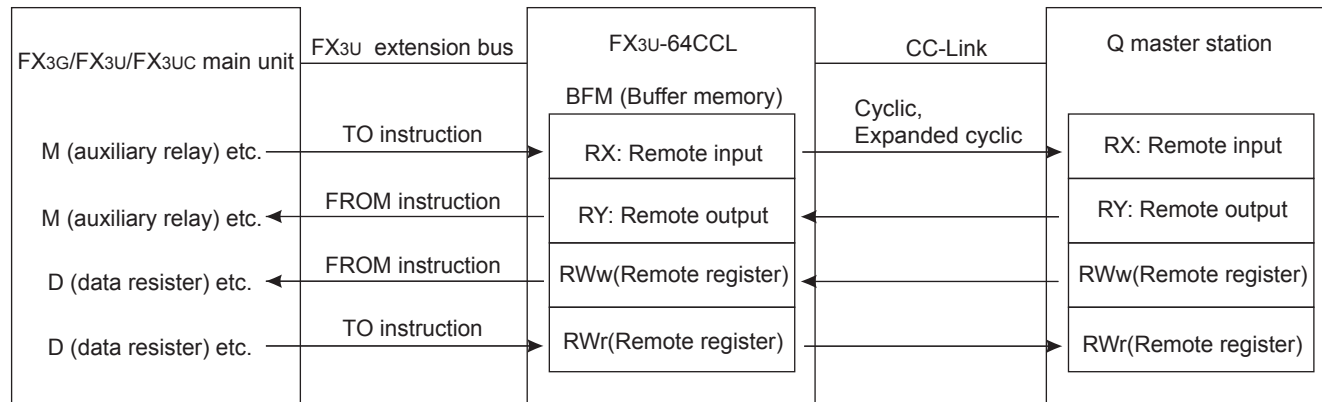 FX3G/FX3U/FX3UC main unit
FX3U extension bus
FX3U-64CCL
CC-Link
Q master station
BFM (Buffer memory)
Cyclic,
Expanded cyclic
M (auxiliary relay) etc.
TO instruction
RX: Remote input
RX: Remote input
M (auxiliary relay) etc.
FROM instruction
RY: Remote output
RY: Remote output
D (data resister) etc.
FROM instruction
RWw(Remote register)
RWw(Remote register)
D (data resister) etc.
TO instruction
RWr(Remote register)
RWr(Remote register)